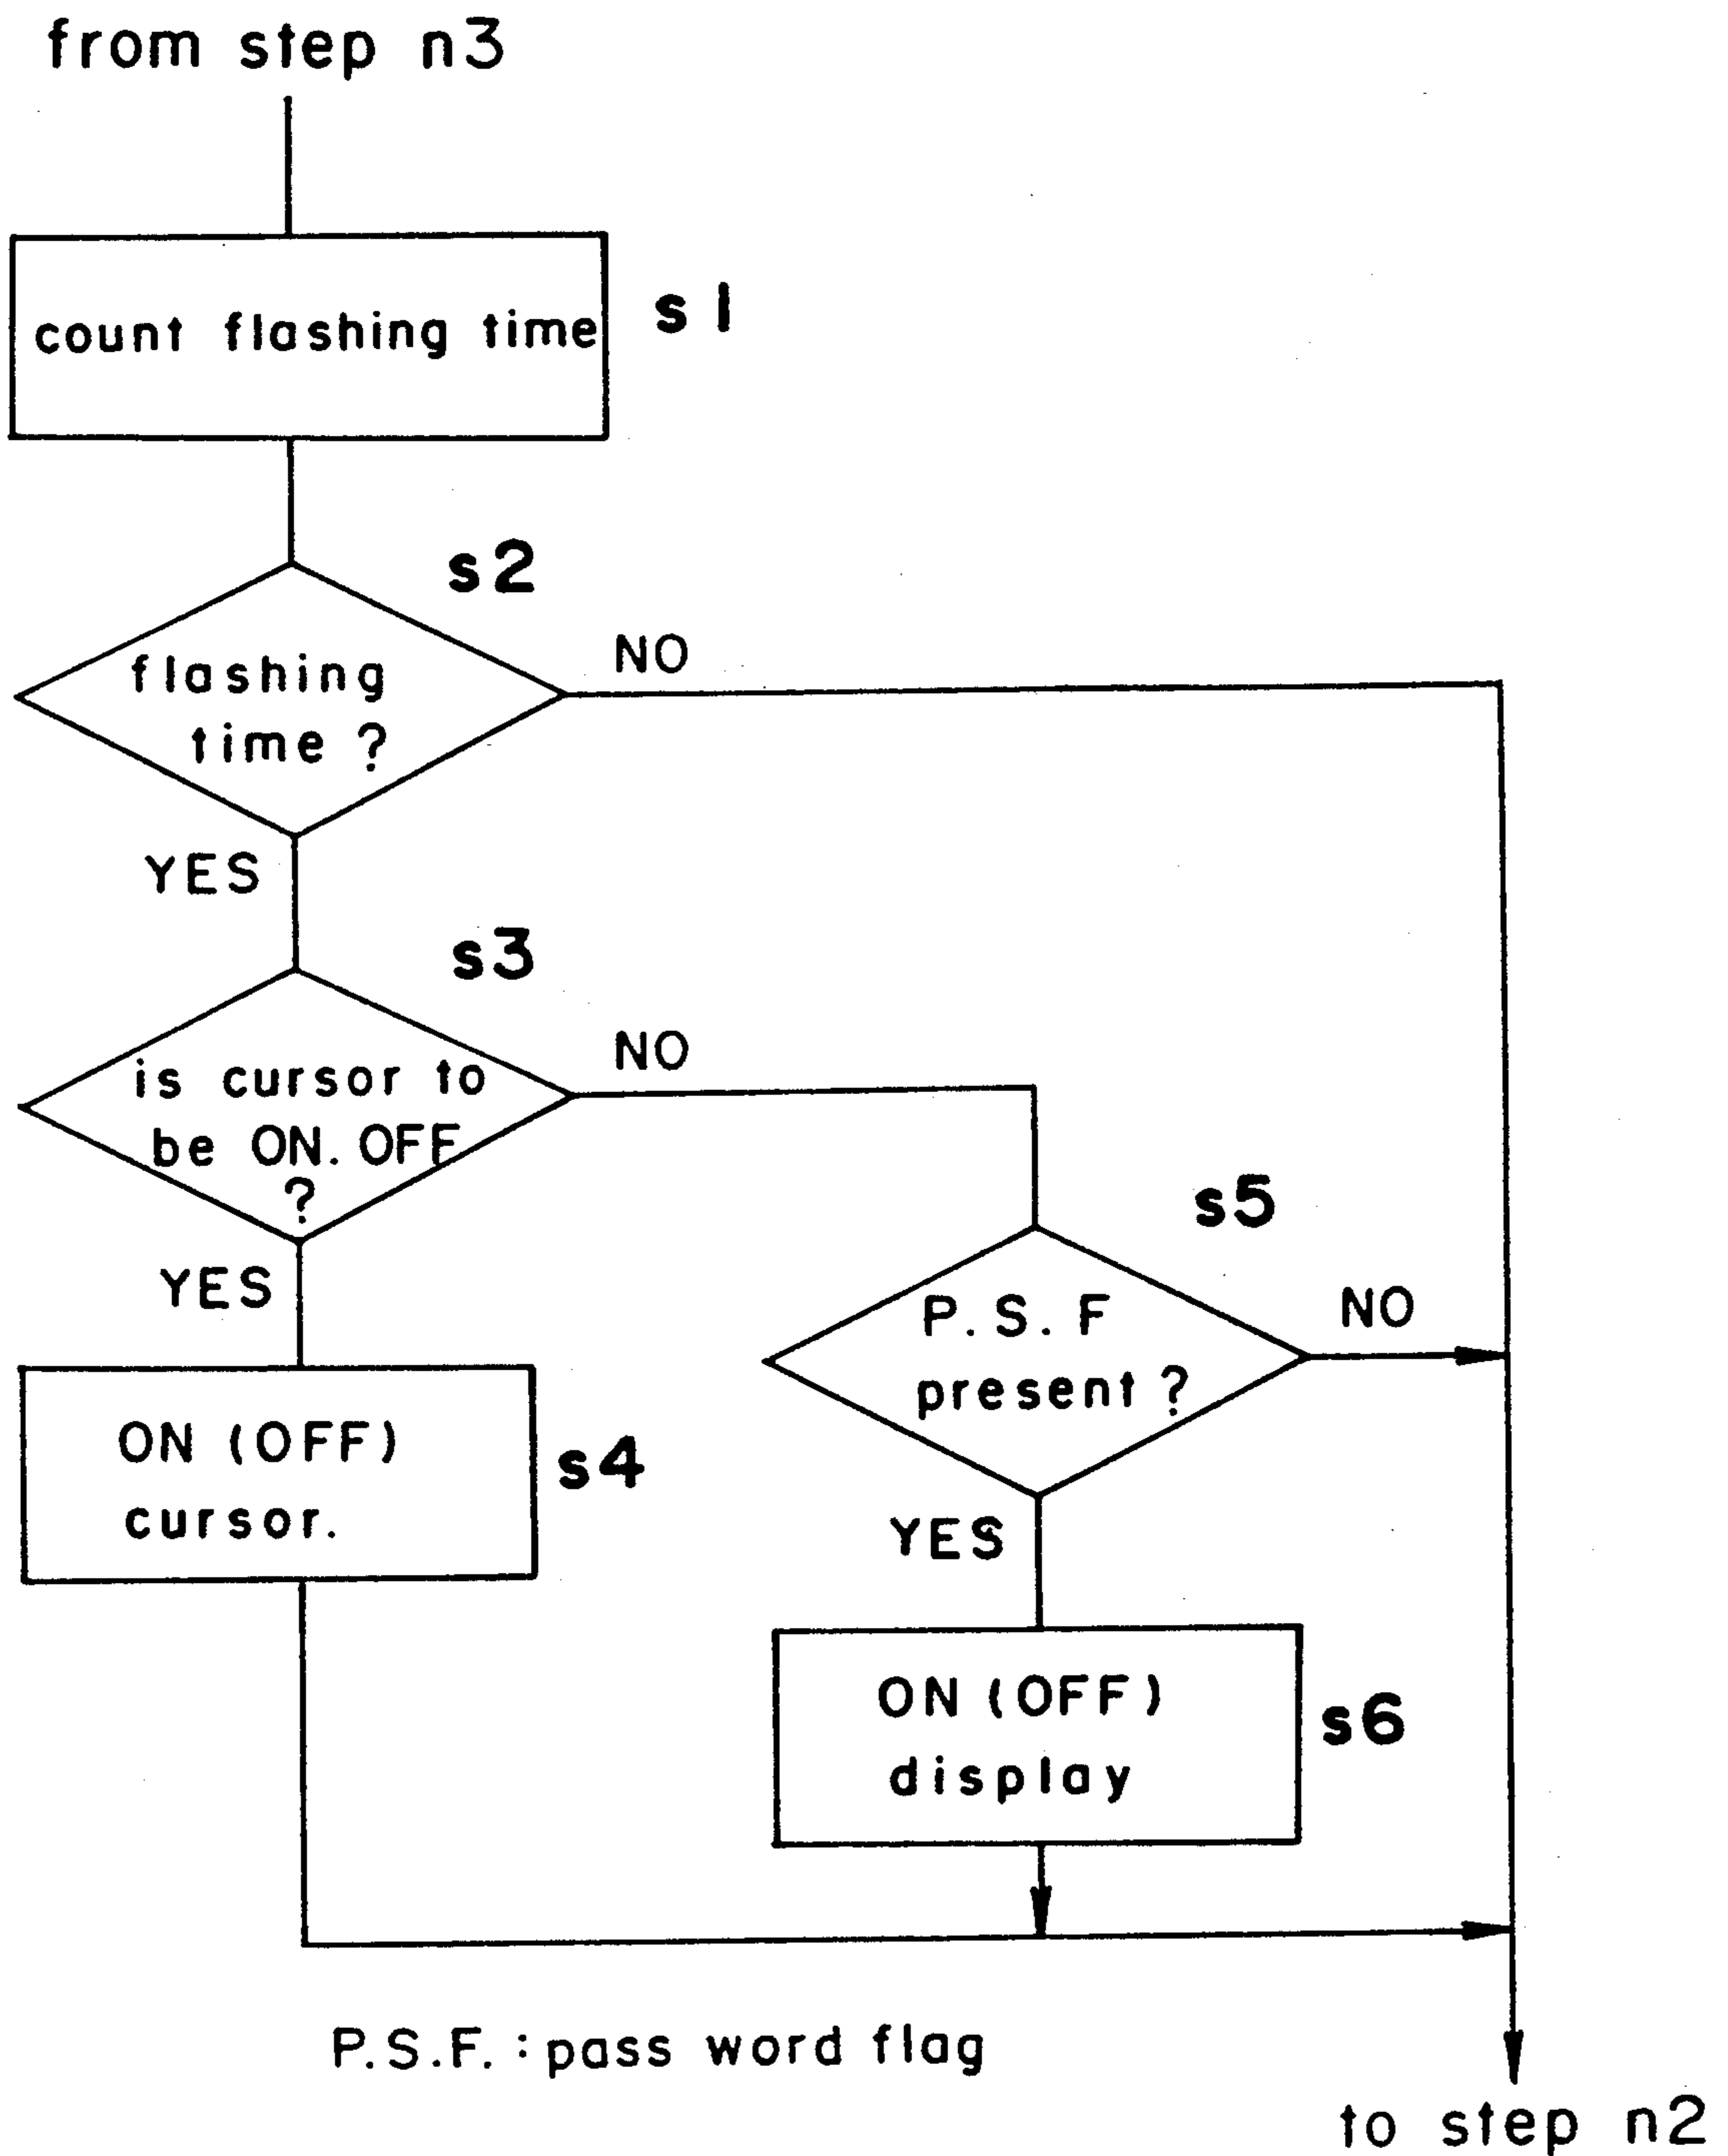 from step n3
count flashing time
s1
s2
flashing
time ?
NO
YES
s3
is cursor to
be ON. OFF
?
NO
YES
ON (OFF)
cursor.
s4
s5
P. S. F
present ?
NO
YES
ON (OFF)
display
s6
P.S.F. : pass word flag
to step n2